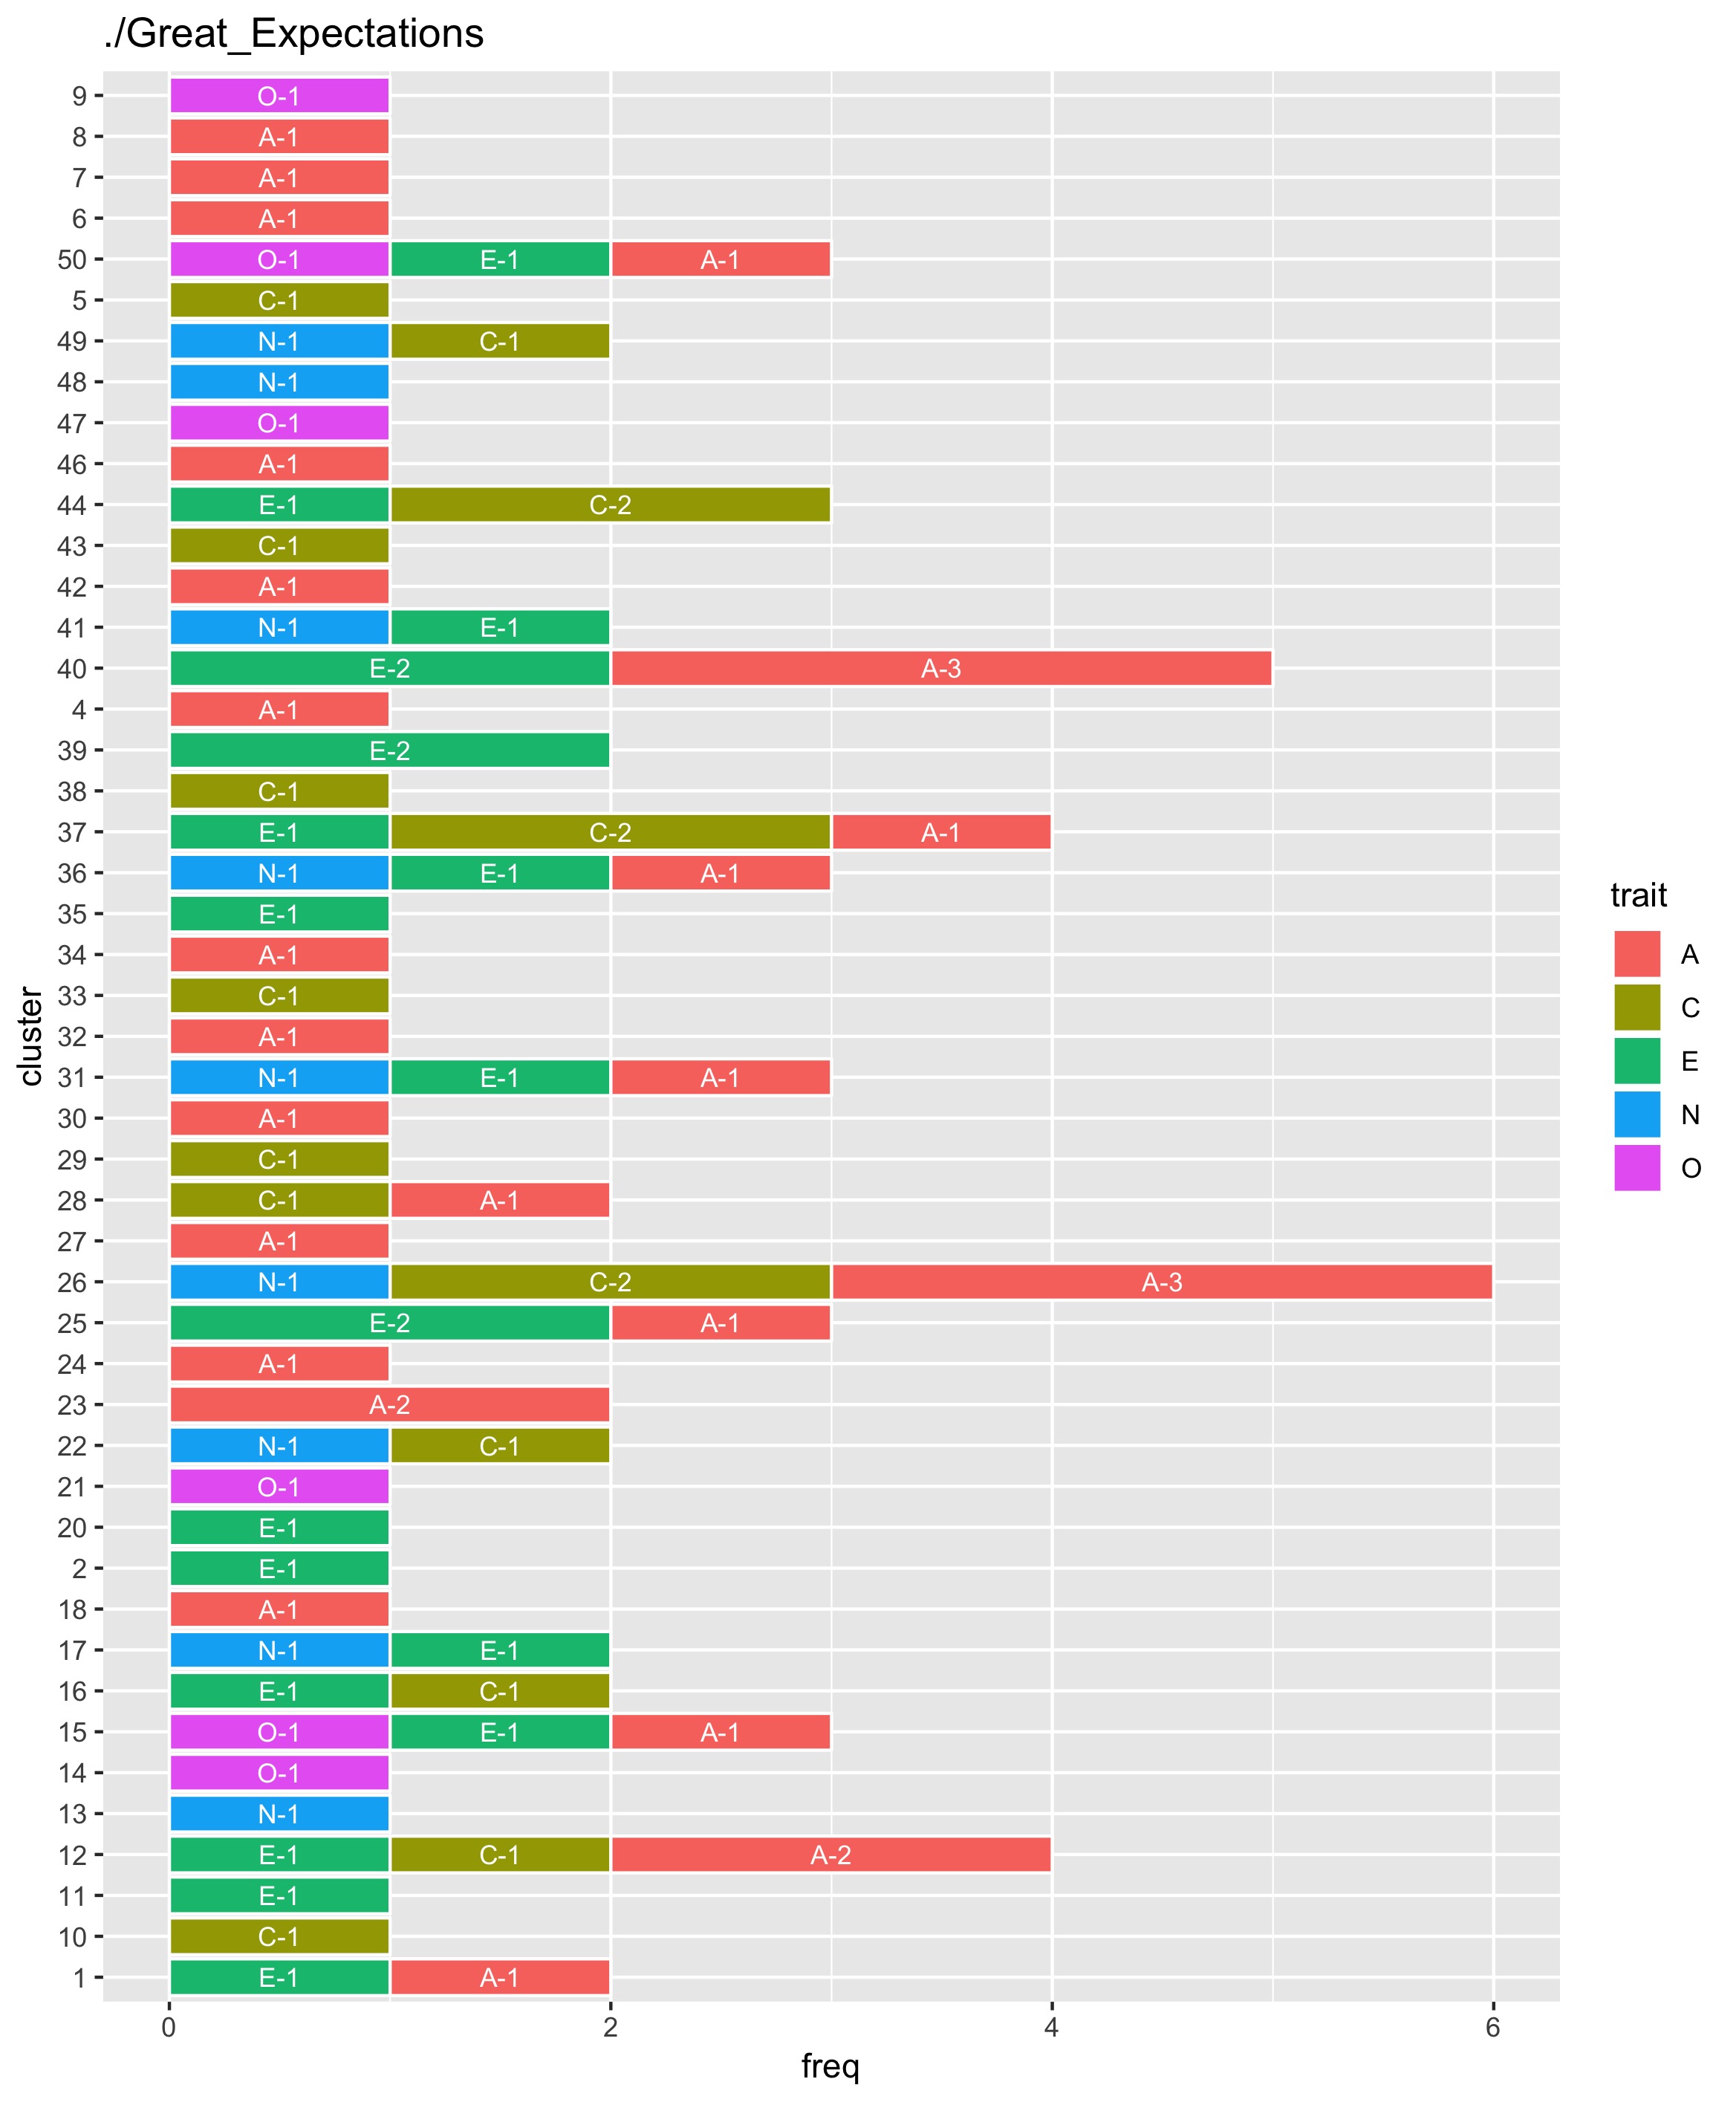 ./Great_Expectations
9 O-1
8 A-1
7 A-1
6 A-1
50 O-1 E-1 A-1
5 C-1
49 N-1 C-1
48 N-1
47 O-1
46 A-1
44 E-1 C-2
43 C-1
42 A-1
41 N-1 E-1
40 E-2 A-3
4 A-1
39 E-2
38 C-1
37 E-1 C-2 A-1
36 N-1 E-1 A-1
35 E-1
34 A-1
33 C-1
32 A-1
31 N-1 E-1 A-1
30 A-1
29 C-1
28 C-1 A-1
27 A-1
26 N-1 C-2 A-3
25 E-2 A-1
24 A-1
23 A-2
22 N-1 C-1
21 O-1
20 E-1
2 E-1
18 A-1
17 N-1 E-1
16 E-1 C-1
15 O-1 E-1 A-1
14 O-1
13 N-1
12 E-1 C-1 A-2
11 E-1
10 C-1
1 E-1 A-1
0 2 4 6
freq
cluster
trait
A
C
E
N
O